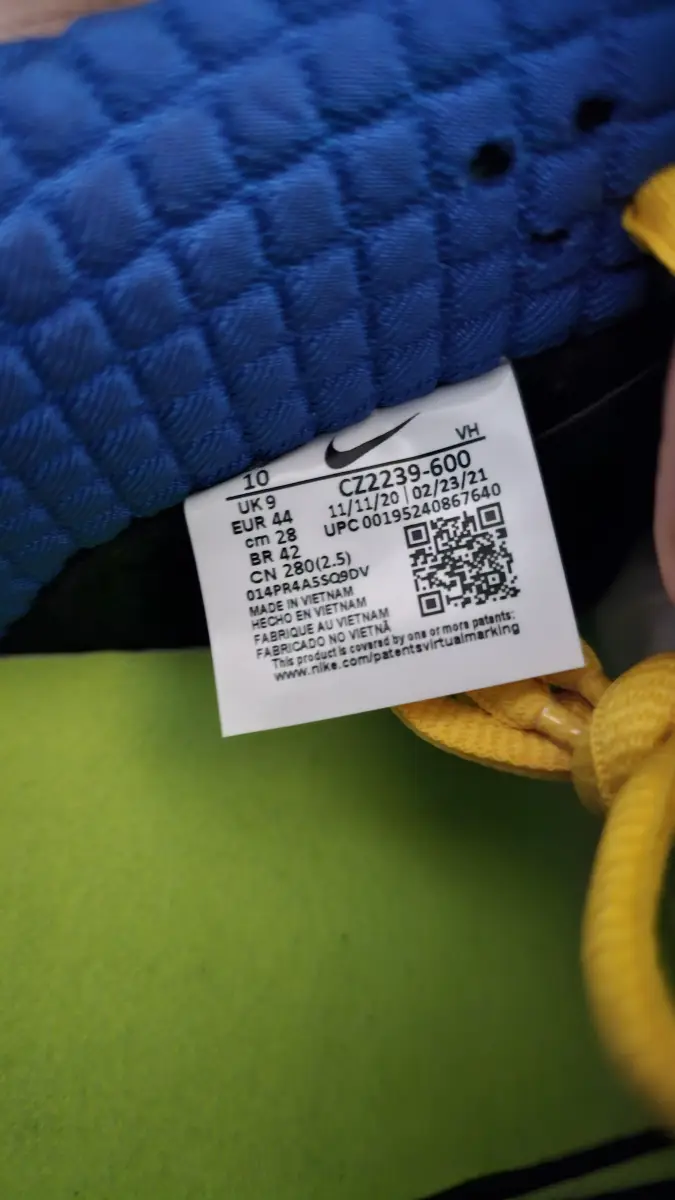 10
VH
UK 9
CZ2239-600
EUR 44
11/11/20 | 02/23/21
cm 28
UPC 00195240867640
BR 42
CN 280(2.5)
014PR4A5SQ9DV
MADE IN VIETNAM
HECHO EN VIETNAM
FABRIQUE AU VIETNAM
FABRICADO NO VIETNÃ
This product is covered by one or more patents:
www.nike.com/patentsvirtualmarking